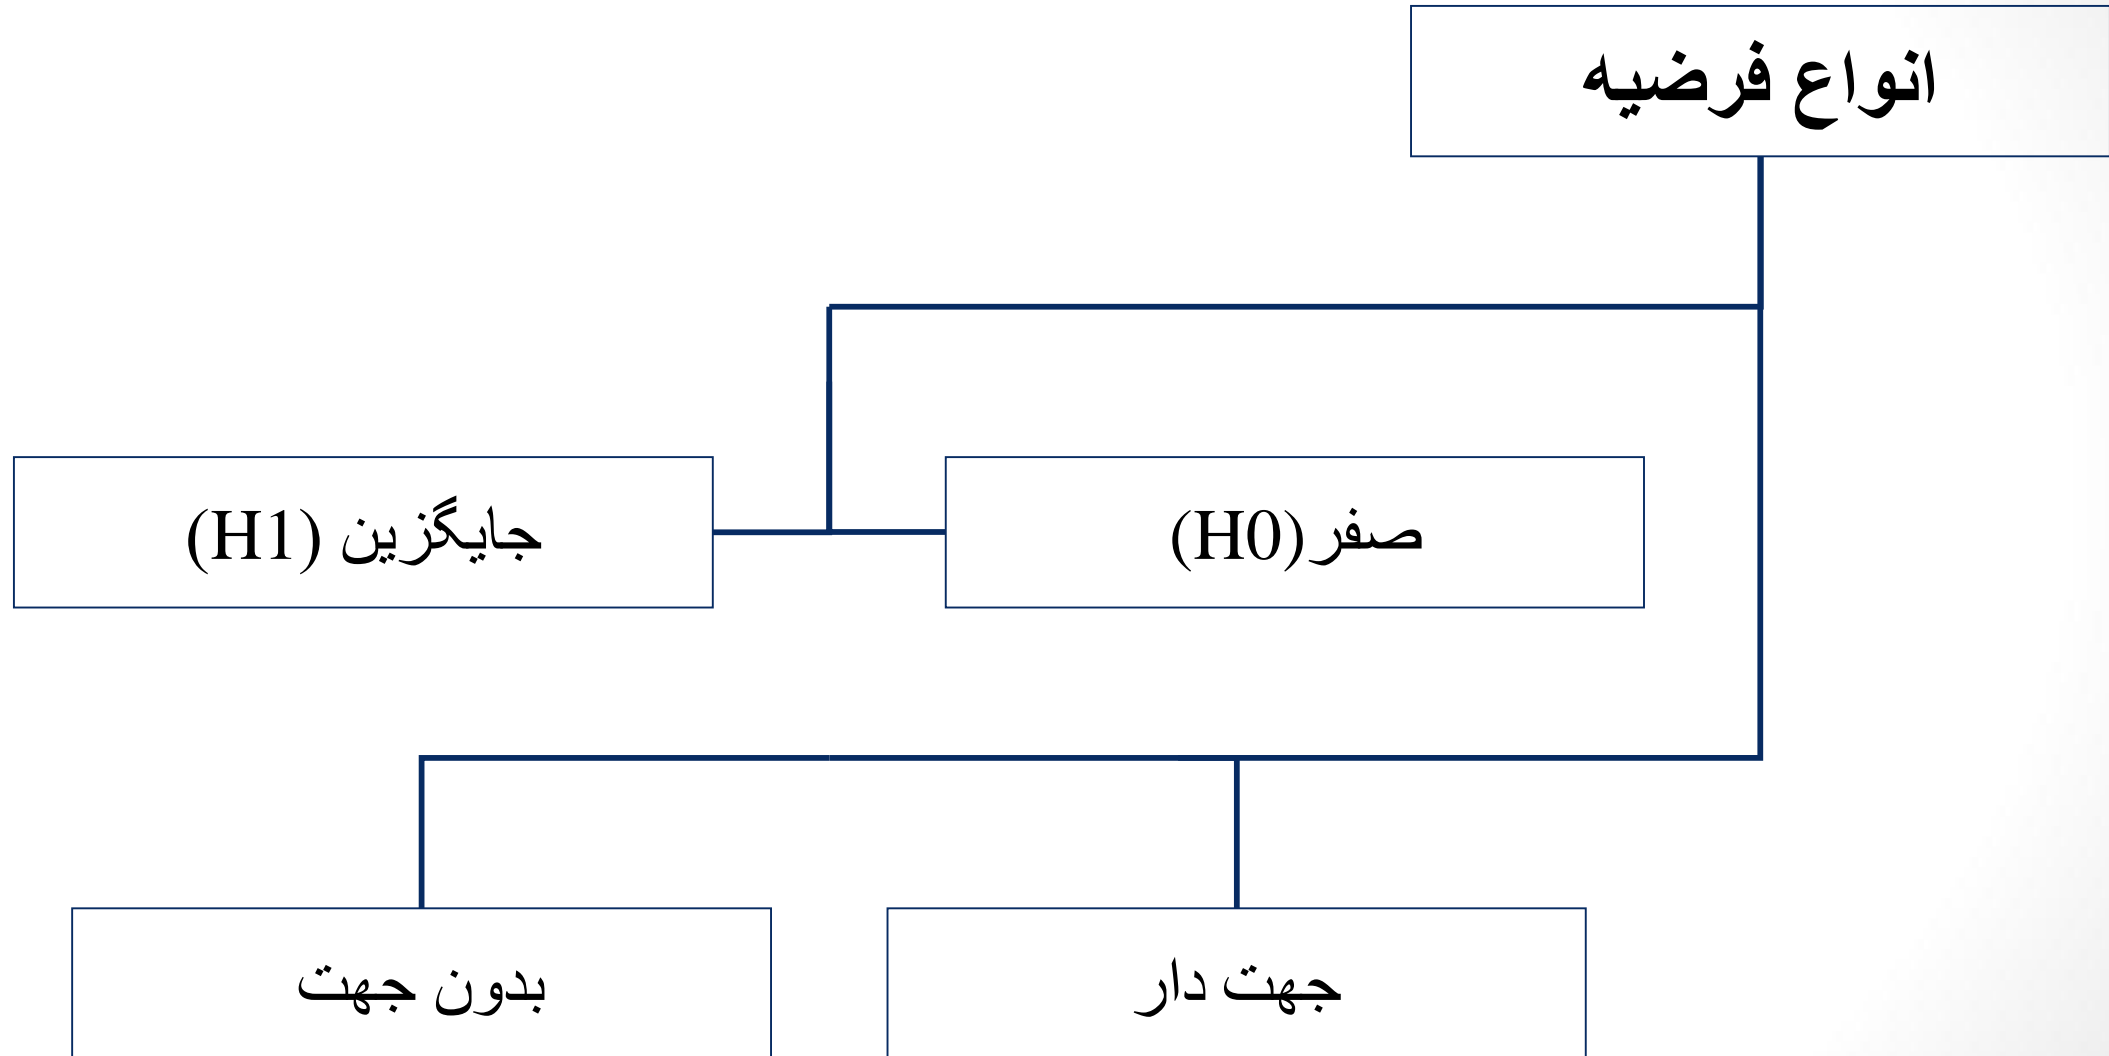 انواع فرضیه
صفر(H0)
جایگزین (H1)
جهت دار
بدون جهت